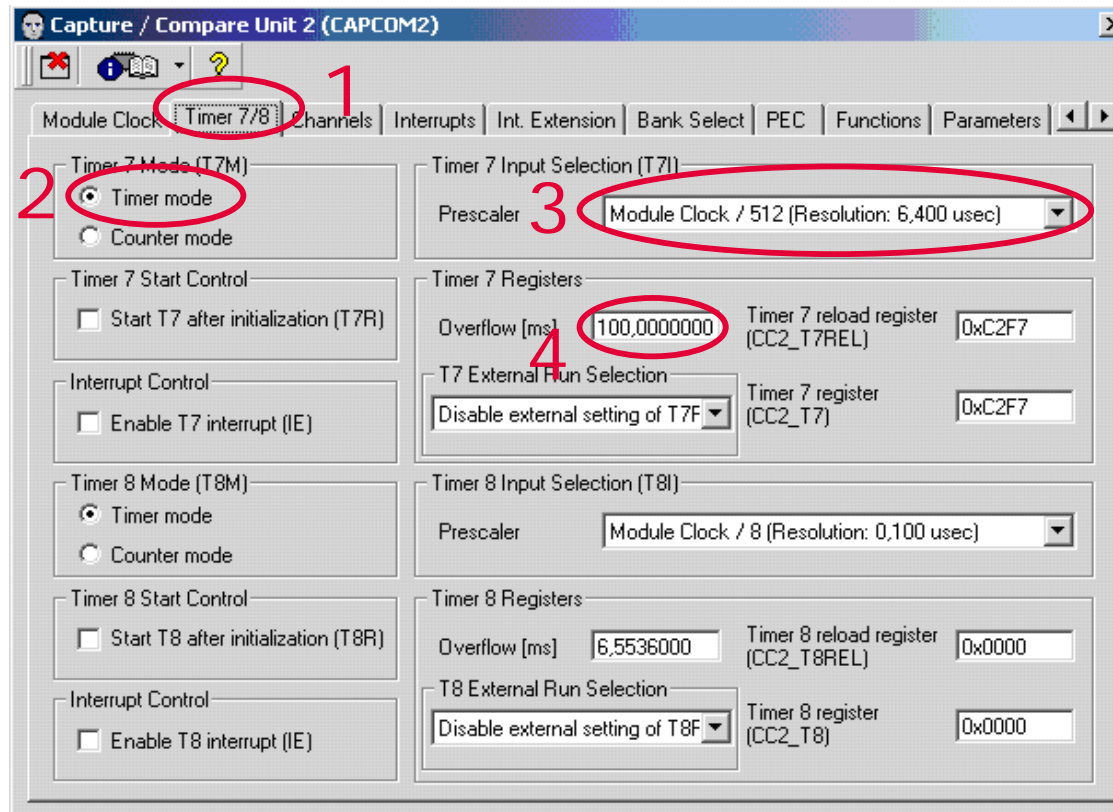 Capture / Compare Unit 2 (CAPCOM2)
1
Module Clock Timer 7/8 Channels Interrupts Int. Extension Bank Select PEC Functions Parameters
Timer 7 Mode (T7M)
2 Timer mode
Counter mode
Timer 7 Input Selection (T7I)
Prescaler 3 Module Clock / 512 (Resolution: 6,400 usec)
Timer 7 Start Control
Start T7 after initialization (T7R)
Timer 7 Registers
Overflow [ms] 100,0000000
4
Timer 7 reload register
(CC2_T7REL)
0xC2F7
Interrupt Control
Enable T7 interrupt (IE)
T7 External Run Selection
Disable external setting of T7F
Timer 7 register
(CC2_T7)
0xC2F7
Timer 8 Mode (T8M)
Timer mode
Counter mode
Timer 8 Input Selection (T8I)
Prescaler Module Clock / 8 (Resolution: 0,100 usec)
Timer 8 Start Control
Start T8 after initialization (T8R)
Timer 8 Registers
Overflow [ms] 6,5536000
Timer 8 reload register
(CC2_T8REL)
0x0000
Interrupt Control
Enable T8 interrupt (IE)
T8 External Run Selection
Disable external setting of T8F
Timer 8 register
(CC2_T8)
0x0000